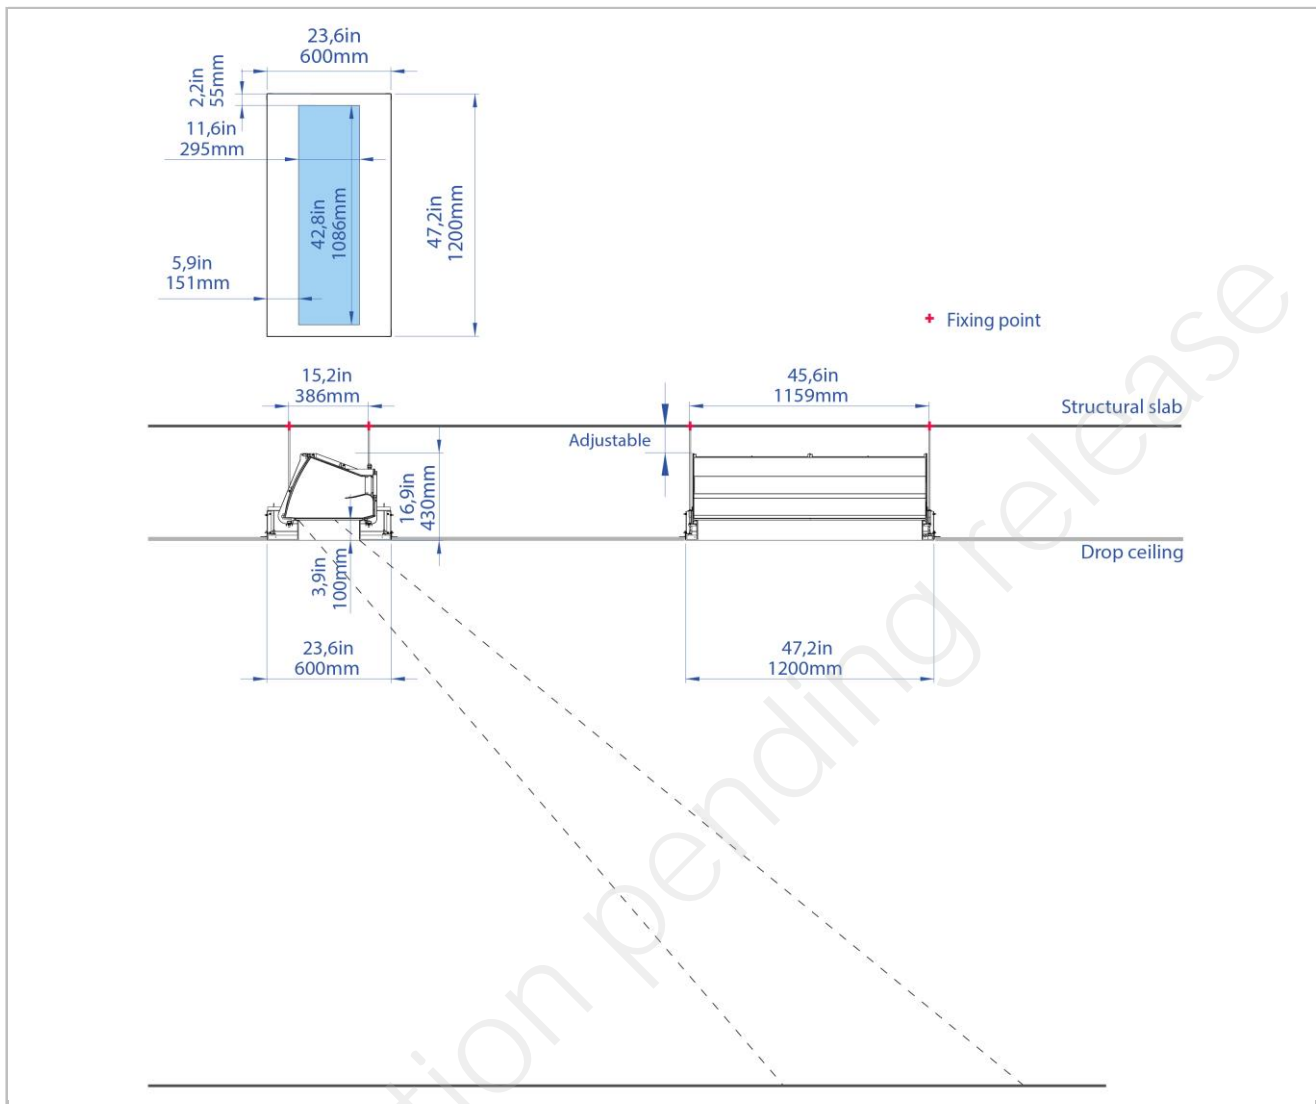 23,6in
600mm
2,2in
55mm
11,6in
295mm
42,8in
1086mm
47,2in
1200mm
5,9in
151mm
Fixing point
15,2in
386mm
45,6in
1159mm
Structural slab
Adjustable
16,9in
430mm
Drop ceiling
3,9in
100mm
23,6in
600mm
47,2in
1200mm
tion pending release